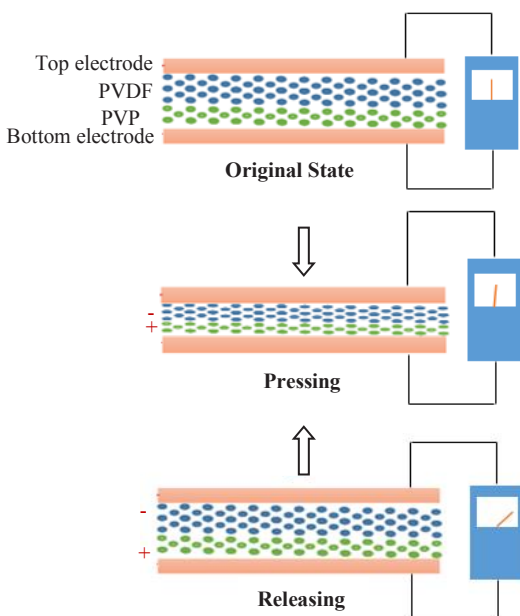 Top electrode
PVDF
PVP
Bottom electrode
Original State
-
+
Pressing
-
+
Releasing